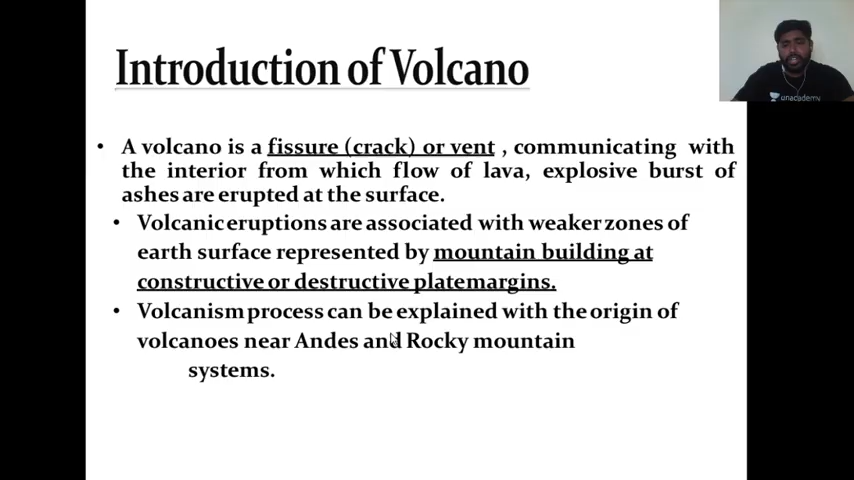 Introduction of Volcano
unacademy
• A volcano is a fissure (crack) or vent , communicating with
the interior from which flow of lava, explosive burst of
ashes are erupted at the surface.
• Volcanic eruptions are associated with weaker zones of
earth surface represented by mountain building at
constructive or destructive platemargins.
• Volcanism process can be explained with the origin of
volcanoes near Andes and Rocky mountain
systems.